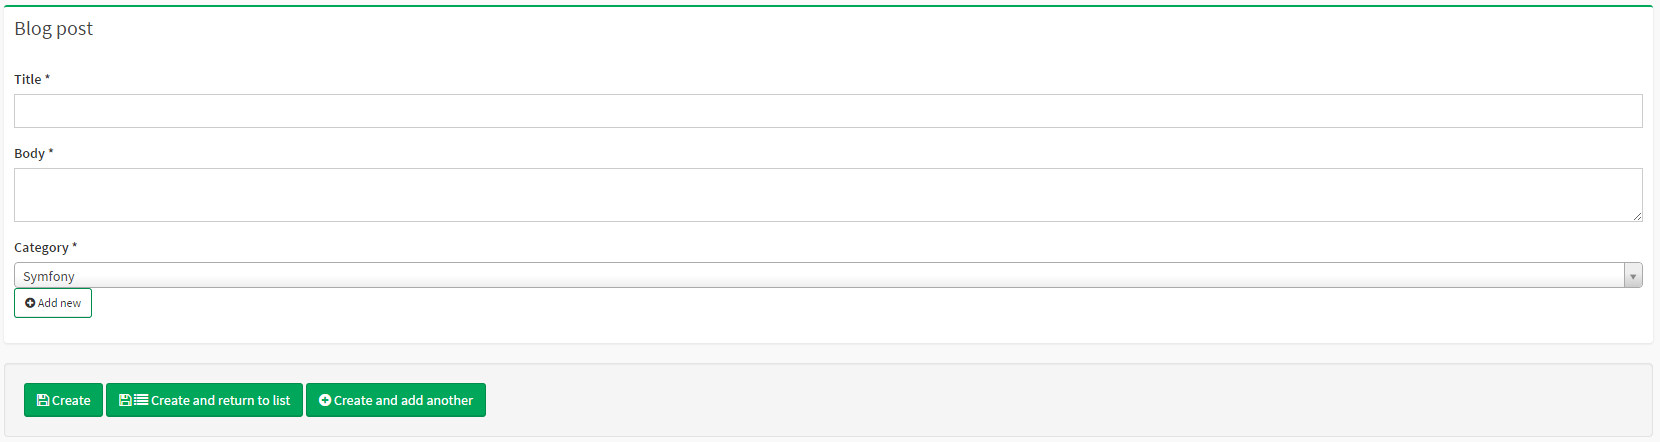 Blog post
Title *
Body *
Category *
Symfony
Add new
Create Create and return to list Create and add another